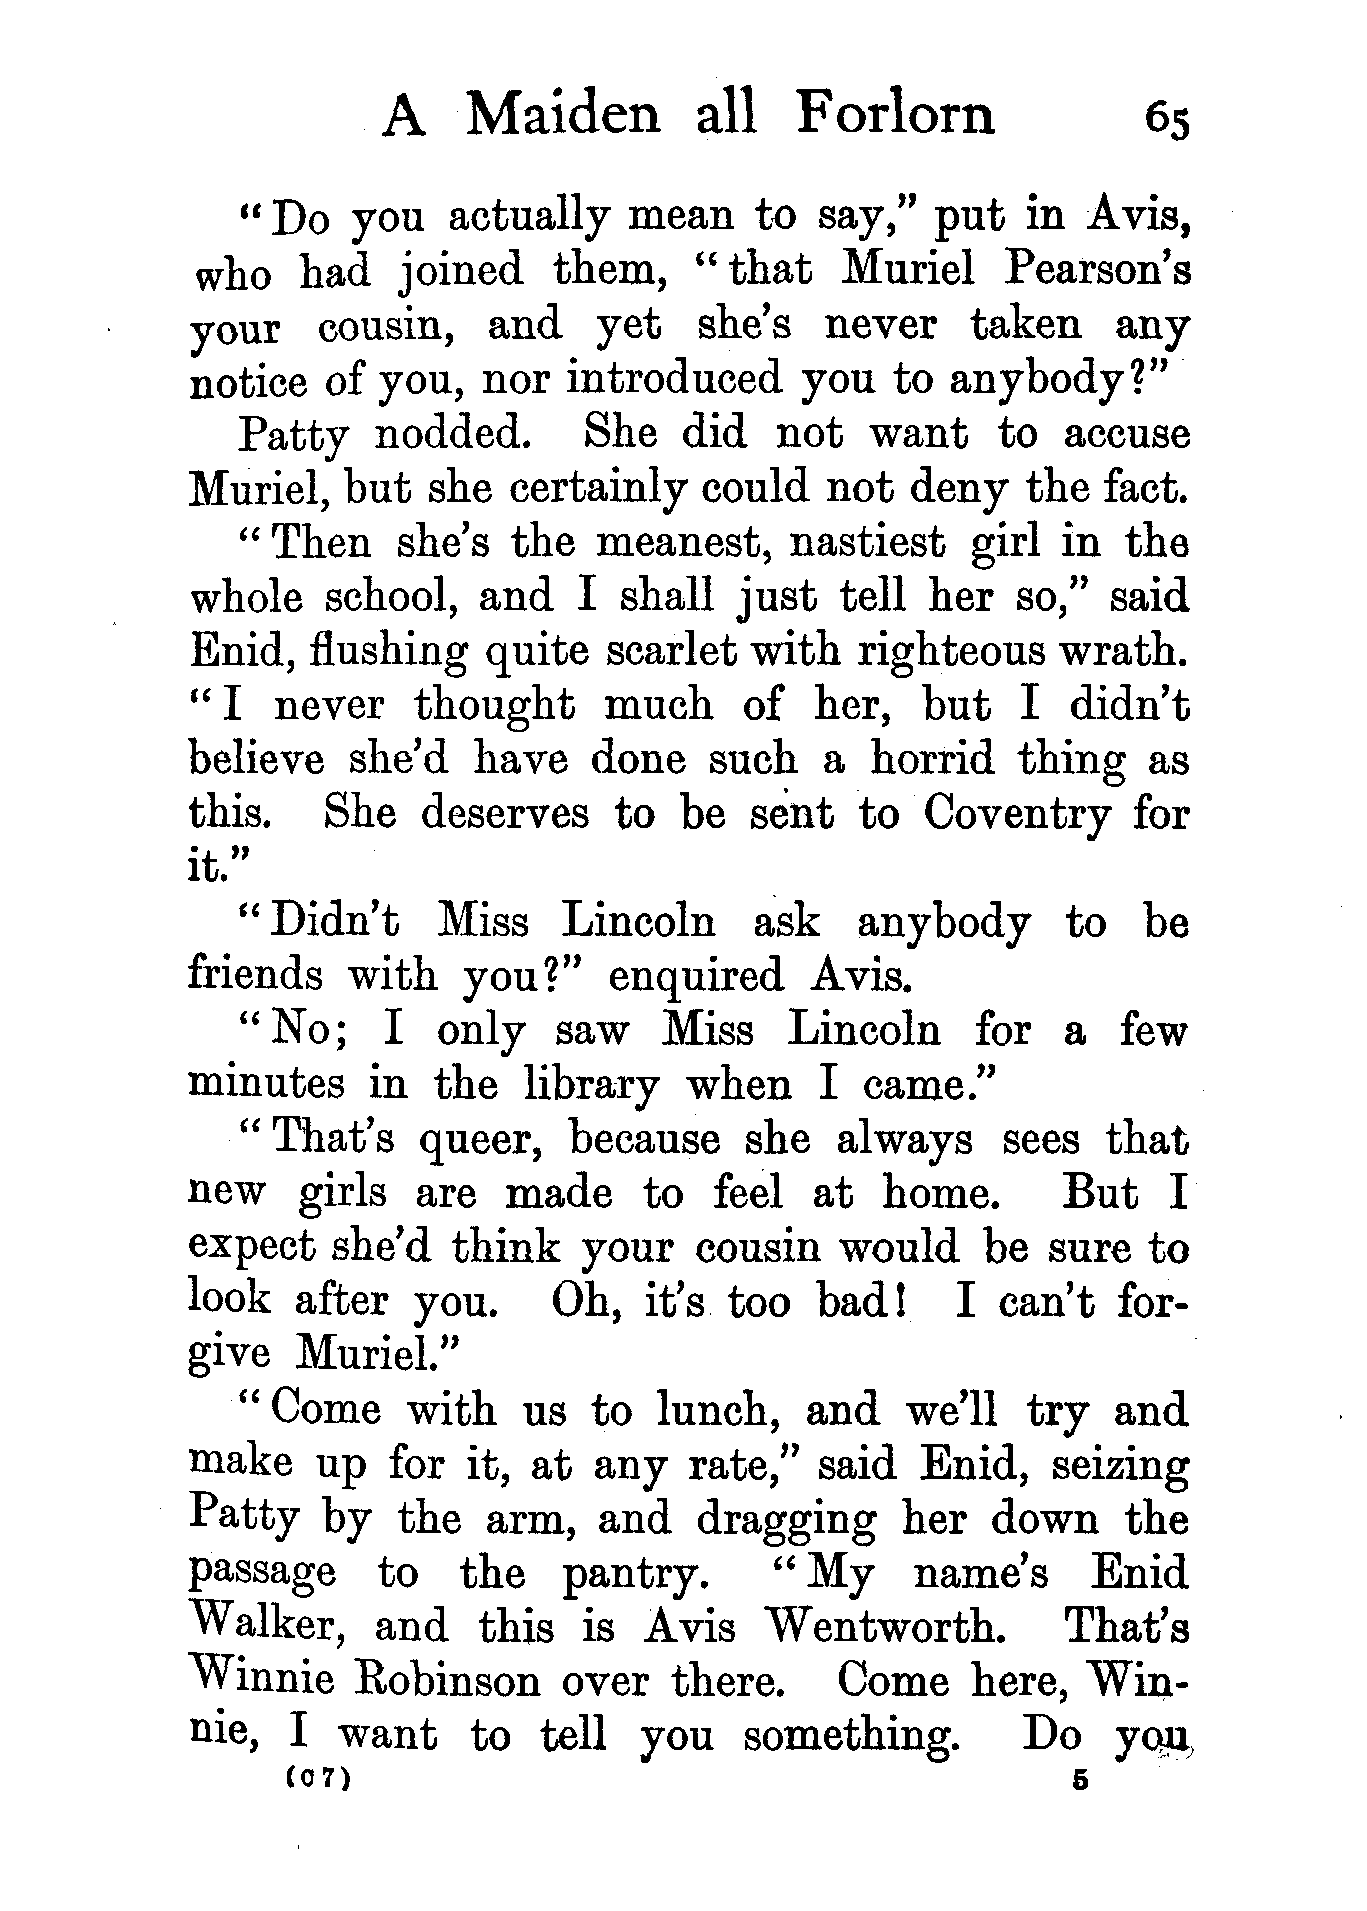 A Maiden all Forlorn 65
“Do you actually mean to say,” put in Avis,
who had joined them, “that Muriel Pearson’s
your cousin, and yet she’s never taken any
notice of you, nor introduced you to anybody?”
Patty nodded. She did not want to accuse
Muriel, but she certainly could not deny the fact.
“Then she’s the meanest, nastiest girl in the
whole school, and I shall just tell her so,” said
Enid, flushing quite scarlet with righteous wrath.
“I never thought much of her, but I didn’t
believe she’d have done such a horrid thing as
this. She deserves to be sent to Coventry for
it.”
“Didn’t Miss Lincoln ask anybody to be
friends with you?” enquired Avis.
“No; I only saw Miss Lincoln for a few
minutes in the library when I came.”
“That’s queer, because she always sees that
new girls are made to feel at home. But I
expect she’d think your cousin would be sure to
look after you. Oh, it’s too bad! I can’t for-
give Muriel.”
“Come with us to lunch, and we’ll try and
make up for it, at any rate,” said Enid, seizing
Patty by the arm, and dragging her down the
passage to the pantry. “My name’s Enid
Walker, and this is Avis Wentworth. That’s
Winnie Robinson over there. Come here, Win-
nie, I want to tell you something. Do you
(07) 5